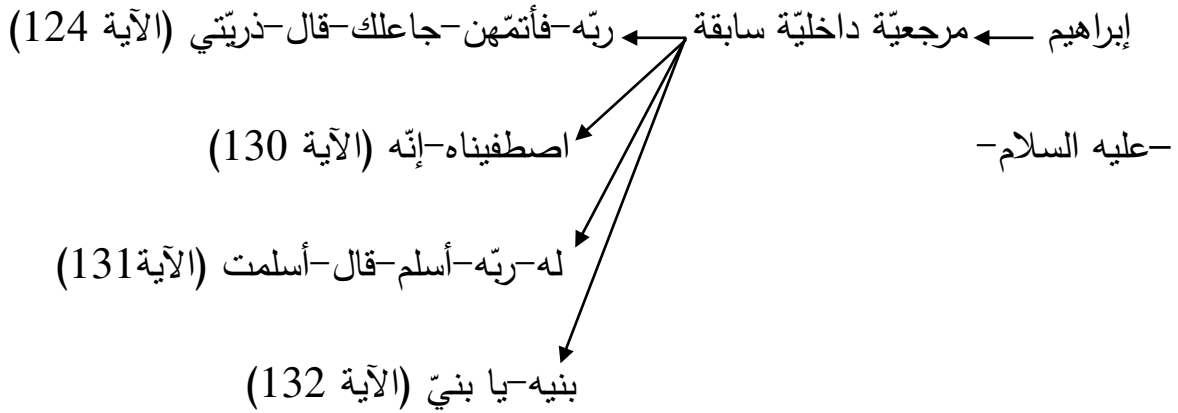 إبراهيم مرجعيّة داخليّة سابقة ربّه-فأتمّهن-جاعلك-قال-ذريّتي (الآية 124)
-عليه السلام- اصطفيناه-إنّه (الآية 130)
له-ربّه-أسلم-قال-أسلمت (الآية131)
بنيه-يا بنيّ (الآية 132)